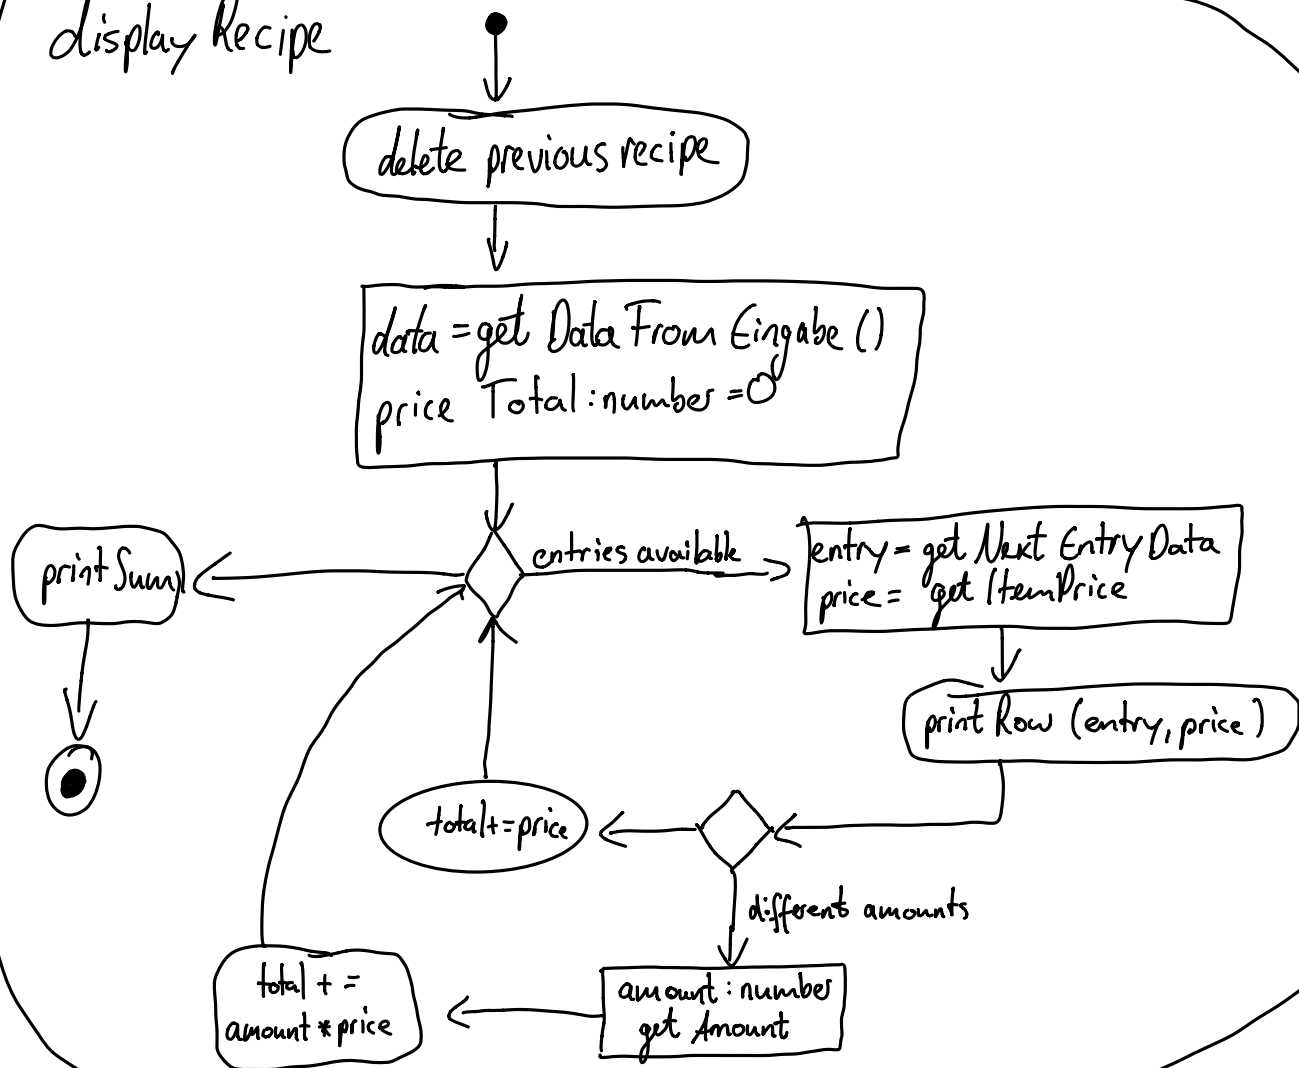 display Recipe
delete previous recipe
data = get Data From Eingabe ()
price Total : number = 0
entries available
entry = get Next Entry Data
price = get Item Price
print Sum
print Row (entry, price)
total += price
different amounts
total + =
amount * price
amount : number
get Amount